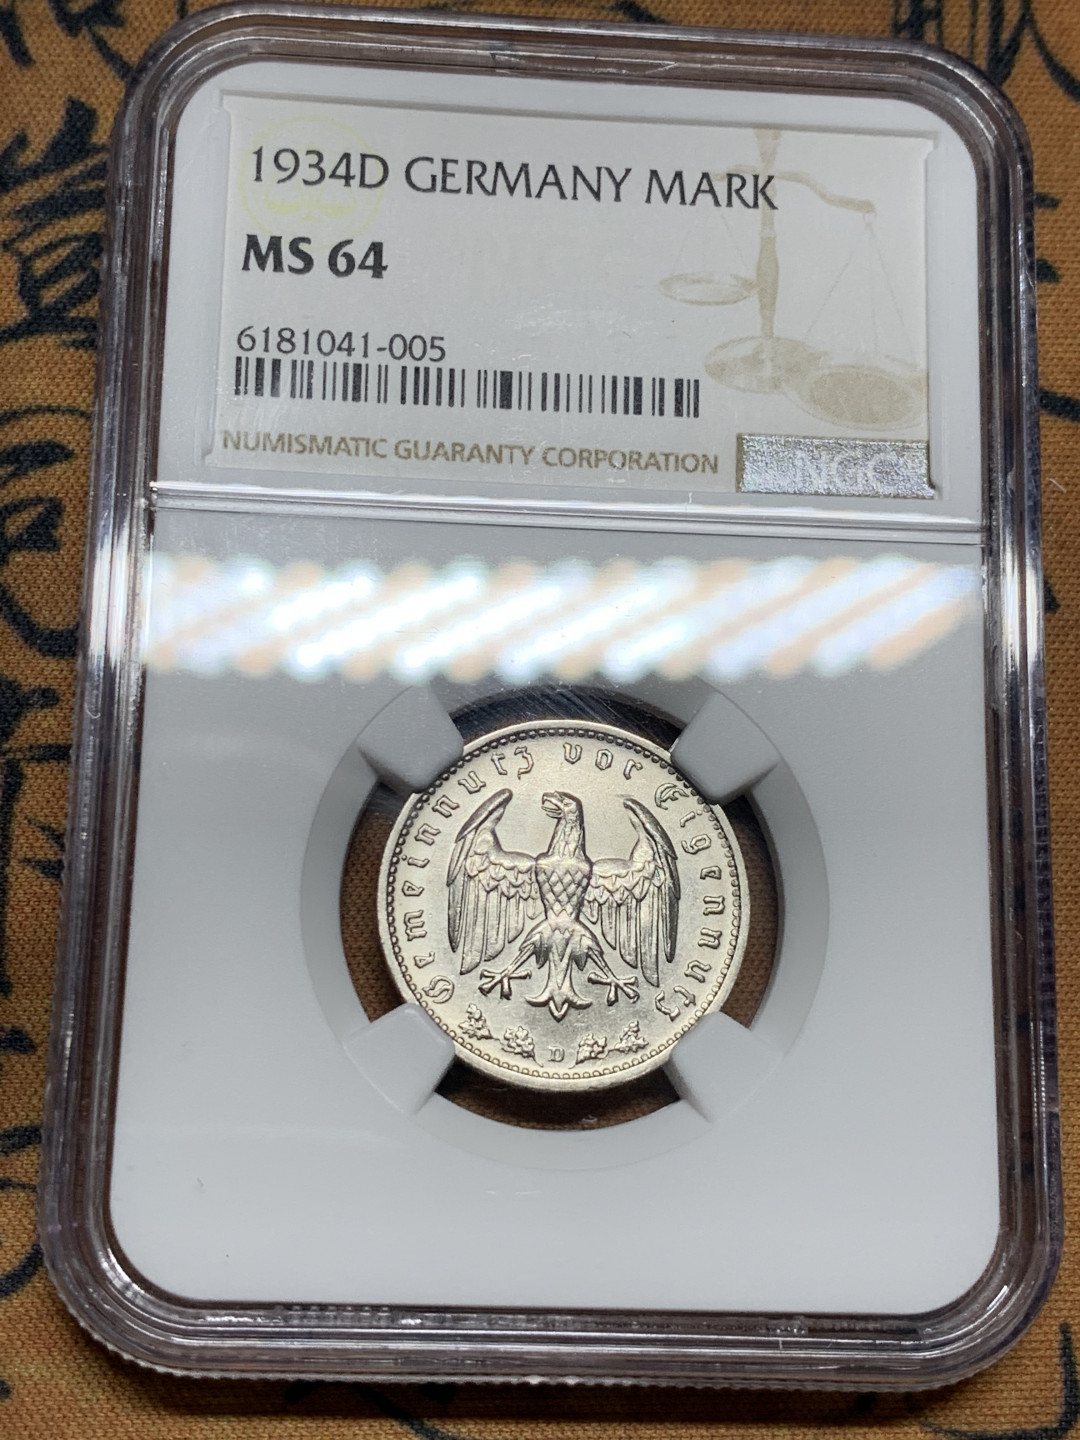 1934D GERMANY MARK
MS 64
6181041-005
NUMISMATIC GUARANTY CORPORATION
NGC
Gemeinnutz vor Eigennutz
D